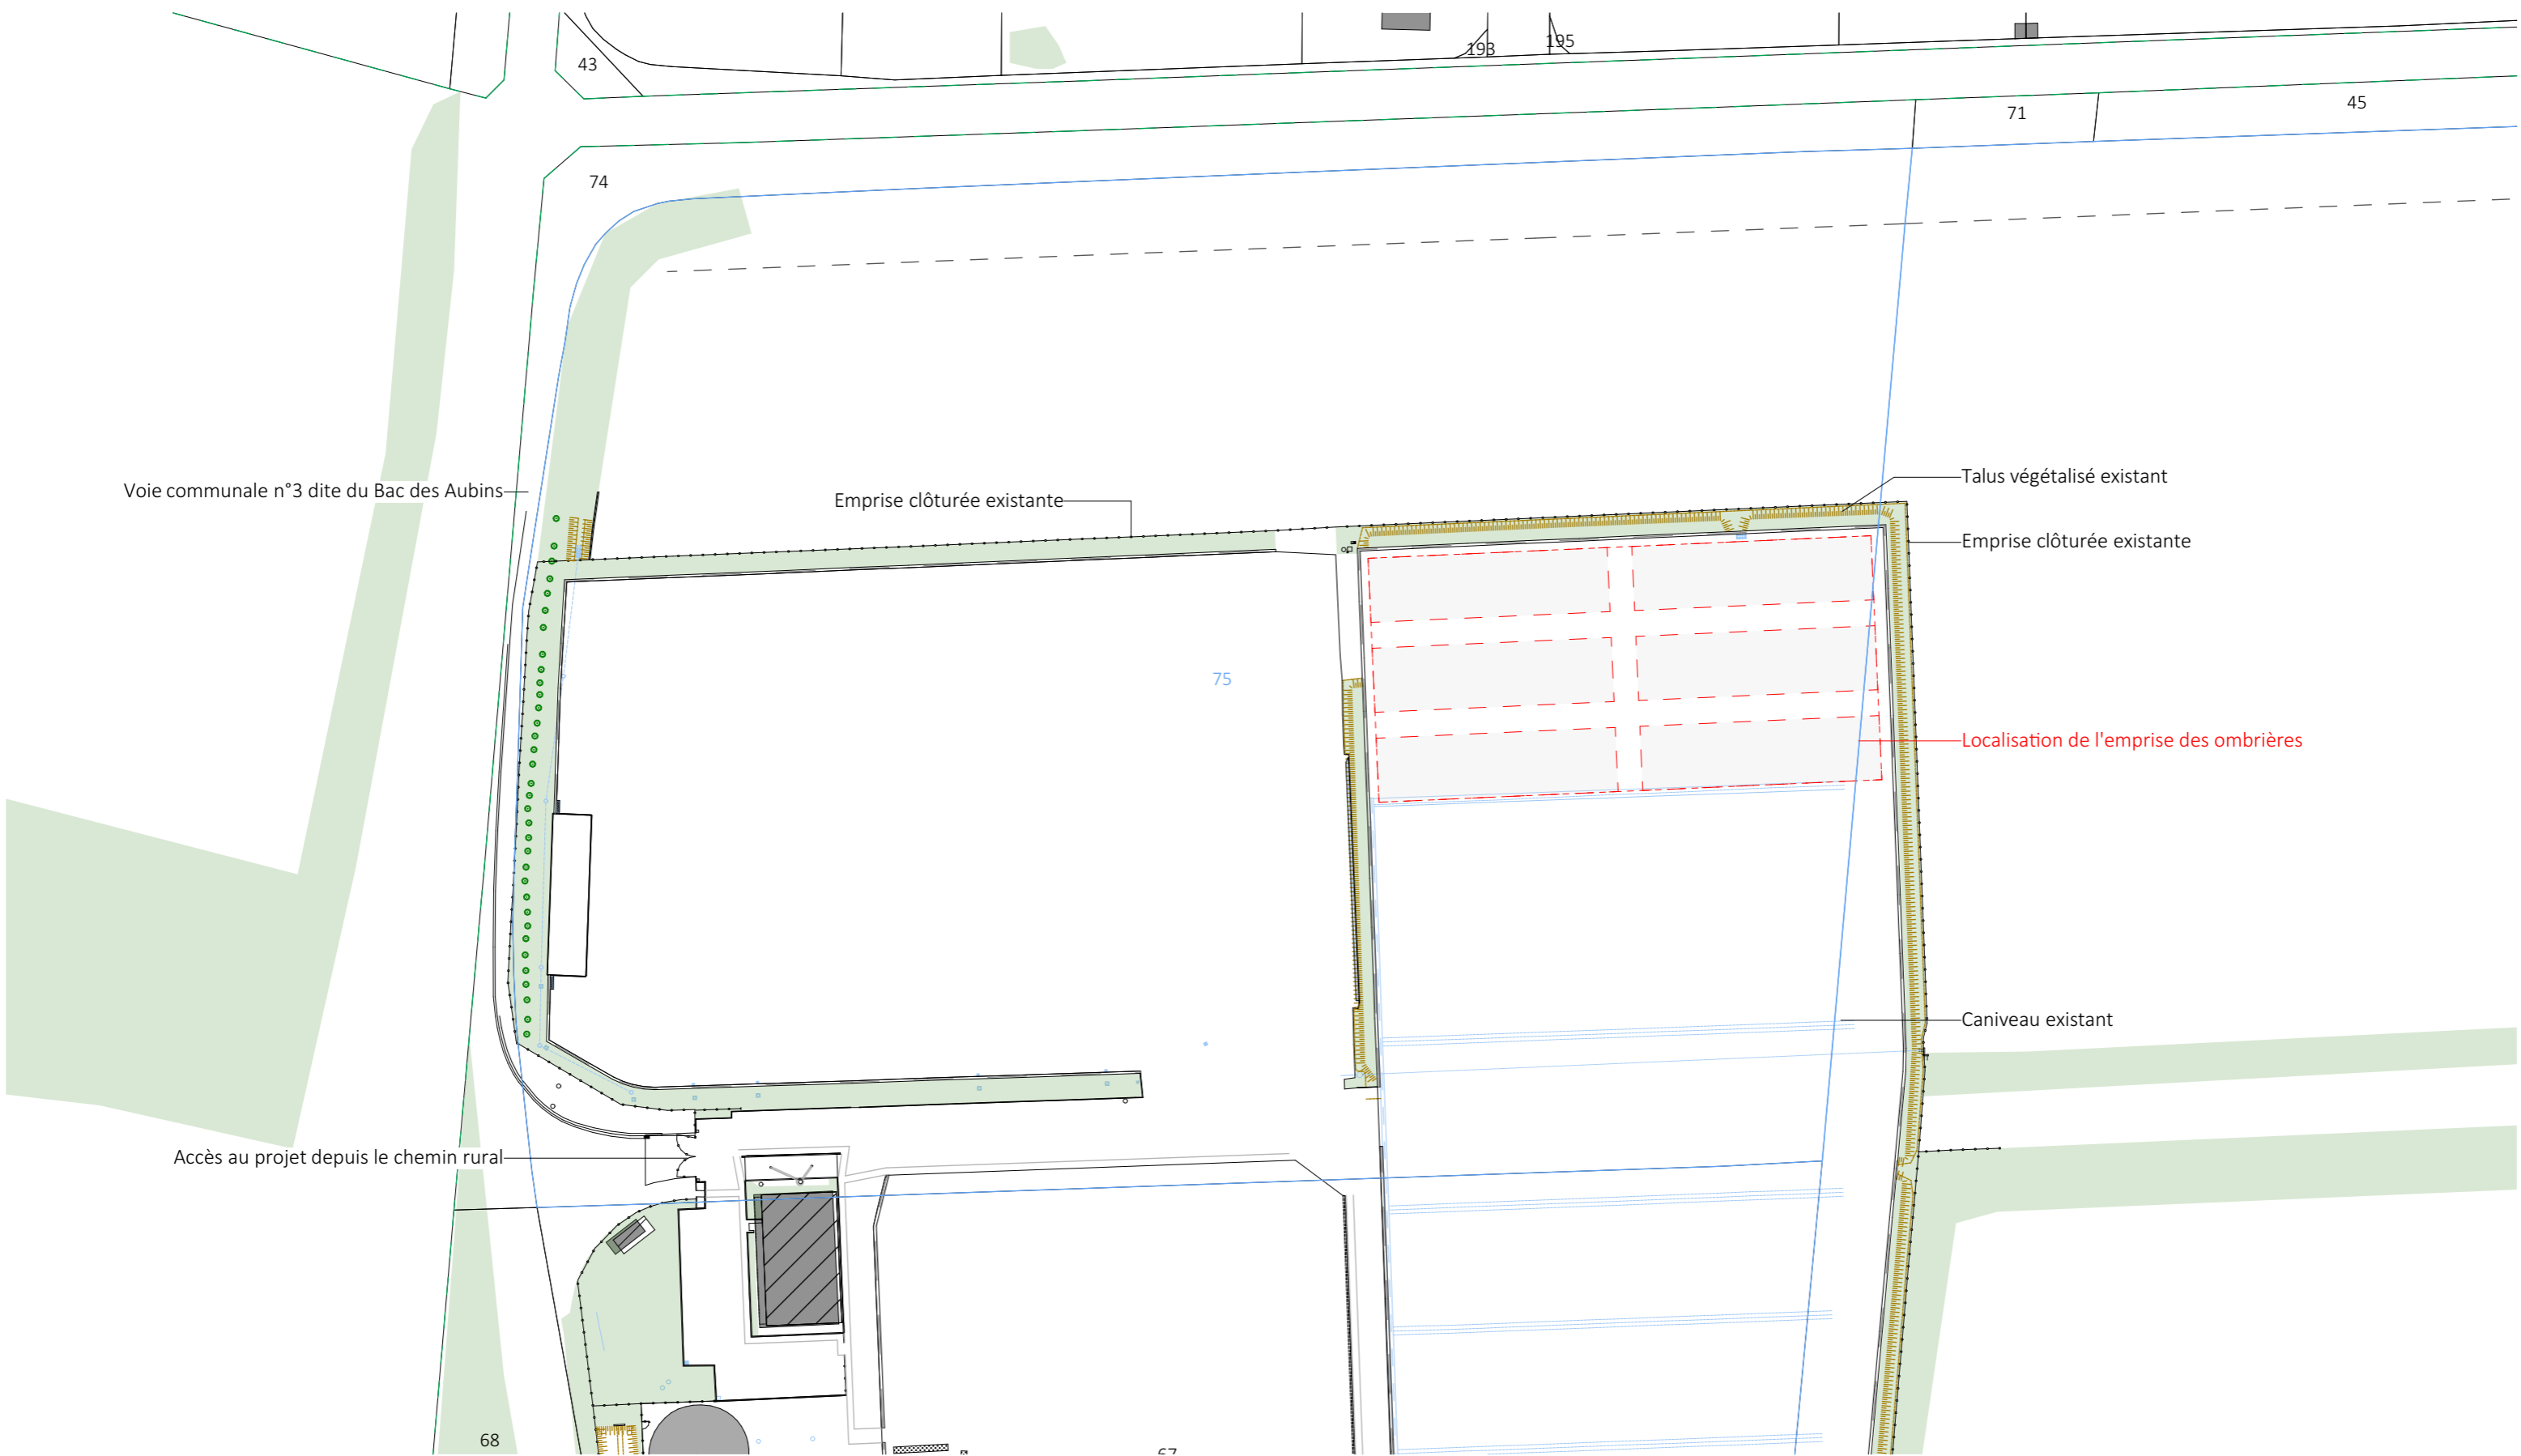 193
195
43
45
71
74
Talus végétalisé existant
Voie communale n°3 dite du Bac des Aubins
Emprise clôturée existante
Emprise clôturée existante
75
Localisation de l'emprise des ombrières
Caniveau existant
Accès au projet depuis le chemin rural
68
67